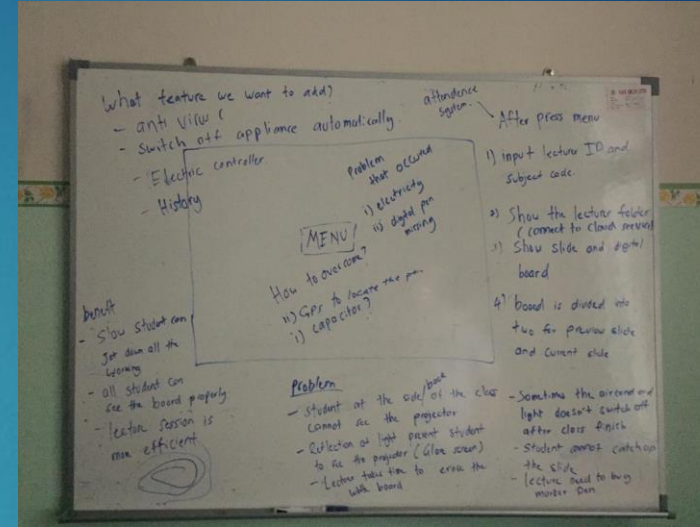 What feature we want to add?
- anti virus
- switch off appliance automatically.
- Electric controller
- History
attendence
system.
After press menu
1) input lecture ID and
subject code.
2) Show the lecturer folder
(connect to cloud
3) Show slide and digital
board
4) board is divided into
two for preview slide
and current slide
Problem
that occured
i) electricity
ii) digital pen
missing
MENU
How to overcome?
ii) GPS to locate the pen
i) capacitor?
benefit
- Slow student can
jot down all the
working
- all student can
see the board properly
- lecture session is
more efficient
Problem
- Student at the side/back of the class
cannot see the projector
- Reflection of light prevent student
to see the projector (Glare screen)
- Lecture takes time to erase the
white board
- Sometimes the aircond and
light doesn't switch off
after class finish
- Student cannot catch up
the slide
- lecture need to buy
marker pen